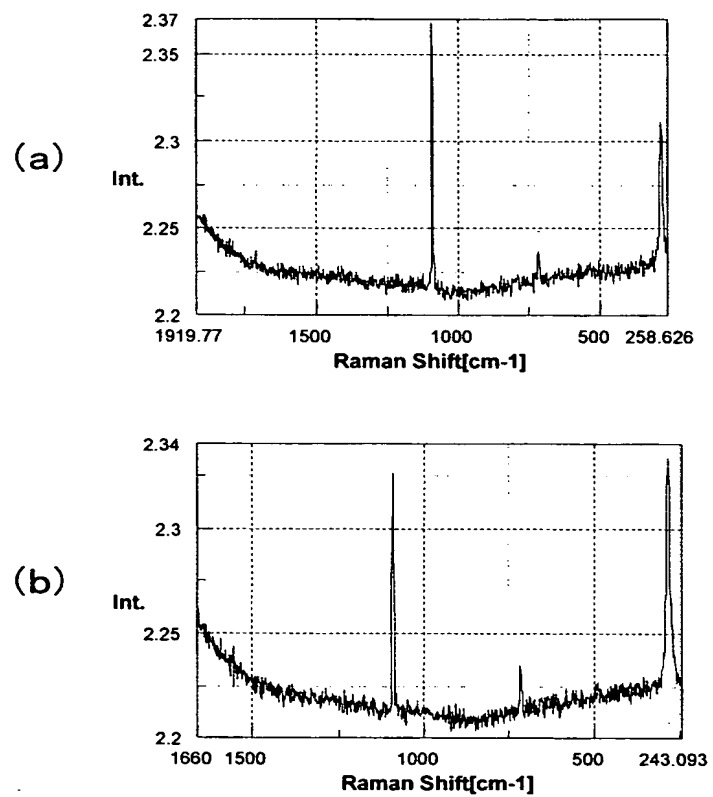 (a)
Int.
2.37
2.35
2.3
2.25
2.2
1919.77 1500 1000 500 258.626
Raman Shift[cm-1]
(b)
Int.
2.34
2.3
2.25
2.2
1660 1500 1000 500 243.093
Raman Shift[cm-1]